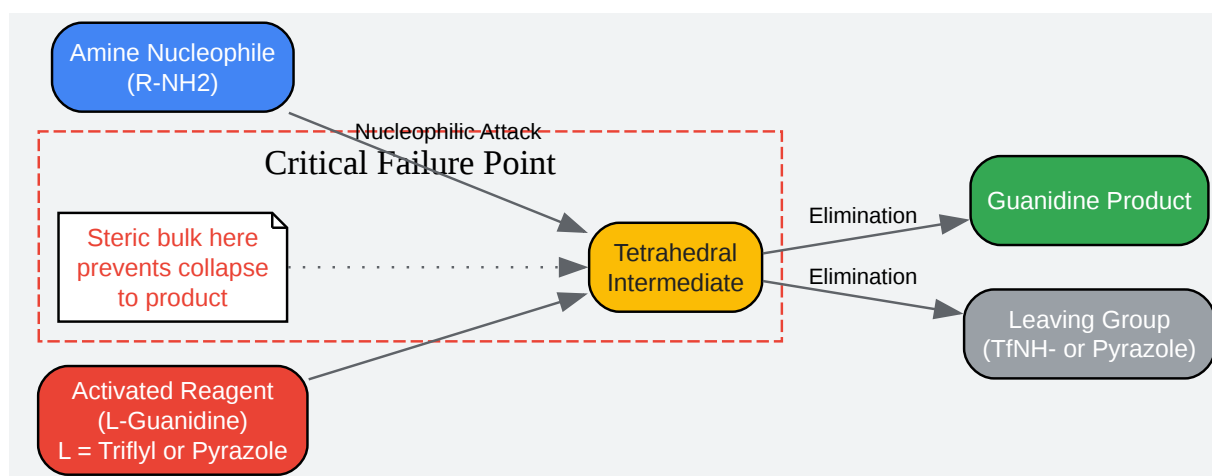 Amine Nucleophile
(R-NH2)
Nucleophilic Attack
Critical Failure Point
Steric bulk here
prevents collapse
to product
Tetrahedral
Intermediate
Activated Reagent
(L-Guanidine)
L = Triflyl or Pyrazole
Elimination
Guanidine Product
Elimination
Leaving Group
(TfNH- or Pyrazole)